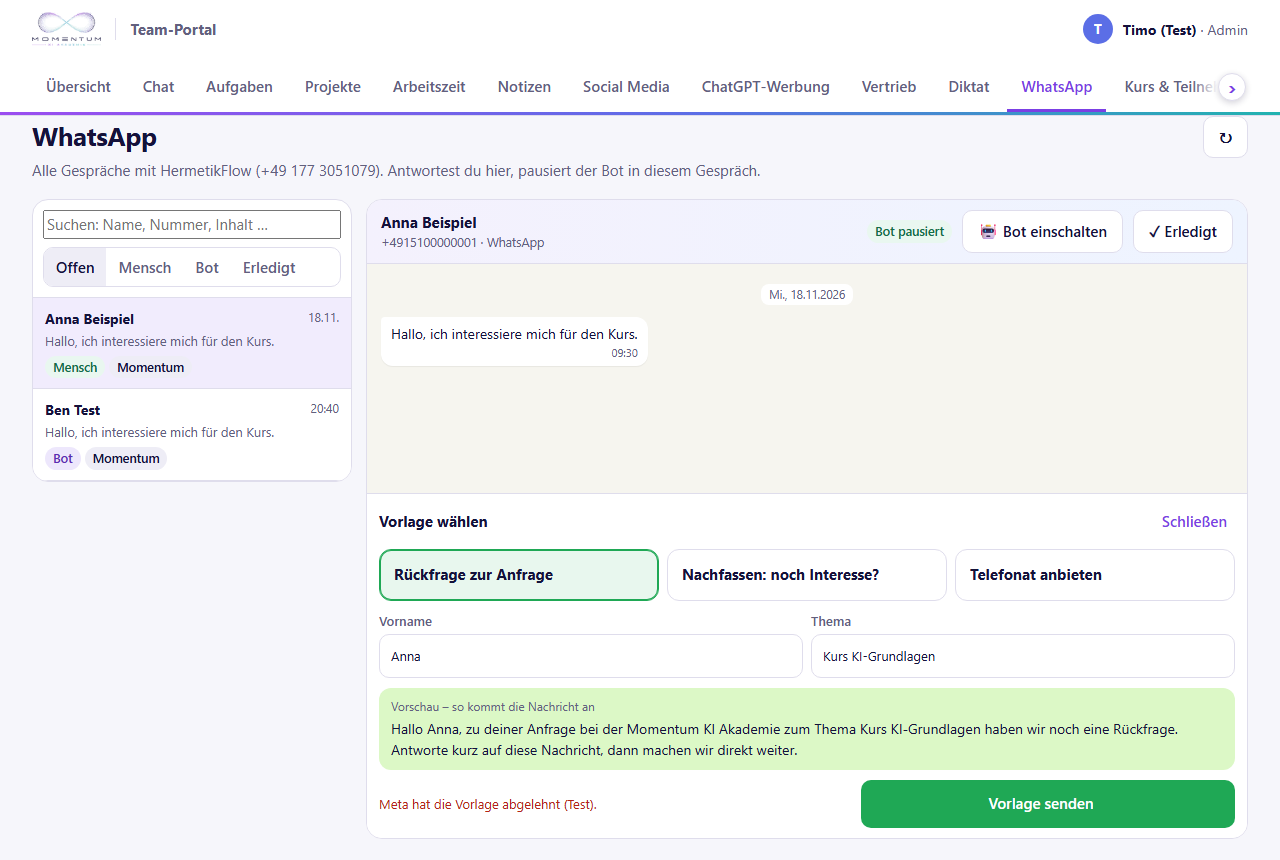 MOMENTUM
Team-Portal
T
Timo (Test) · Admin
Übersicht
Chat
Aufgaben
Projekte
Arbeitszeit
Notizen
Social Media
ChatGPT-Werbung
Vertrieb
Diktat
WhatsApp
Kurs & Teilne
WhatsApp
Alle Gespräche mit HermetikFlow (+49 177 3051079). Antwortest du hier, pausiert der Bot in diesem Gespräch.
Suchen: Name, Nummer, Inhalt ...
Offen
Mensch
Bot
Erledigt
Anna Beispiel
18.11.
Hallo, ich interessiere mich für den Kurs.
Mensch
Momentum
Ben Test
20:40
Hallo, ich interessiere mich für den Kurs.
Bot
Momentum
Anna Beispiel
+4915100000001 · WhatsApp
Bot pausiert
Bot einschalten
✓ Erledigt
Mi., 18.11.2026
Hallo, ich interessiere mich für den Kurs.
09:30
Vorlage wählen
Schließen
Rückfrage zur Anfrage
Nachfassen: noch Interesse?
Telefonat anbieten
Vorname
Thema
Anna
Kurs KI-Grundlagen
Vorschau – so kommt die Nachricht an
Hallo Anna, zu deiner Anfrage bei der Momentum KI Akademie zum Thema Kurs KI-Grundlagen haben wir noch eine Rückfrage.
Antworte kurz auf diese Nachricht, dann machen wir direkt weiter.
Meta hat die Vorlage abgelehnt (Test).
Vorlage senden